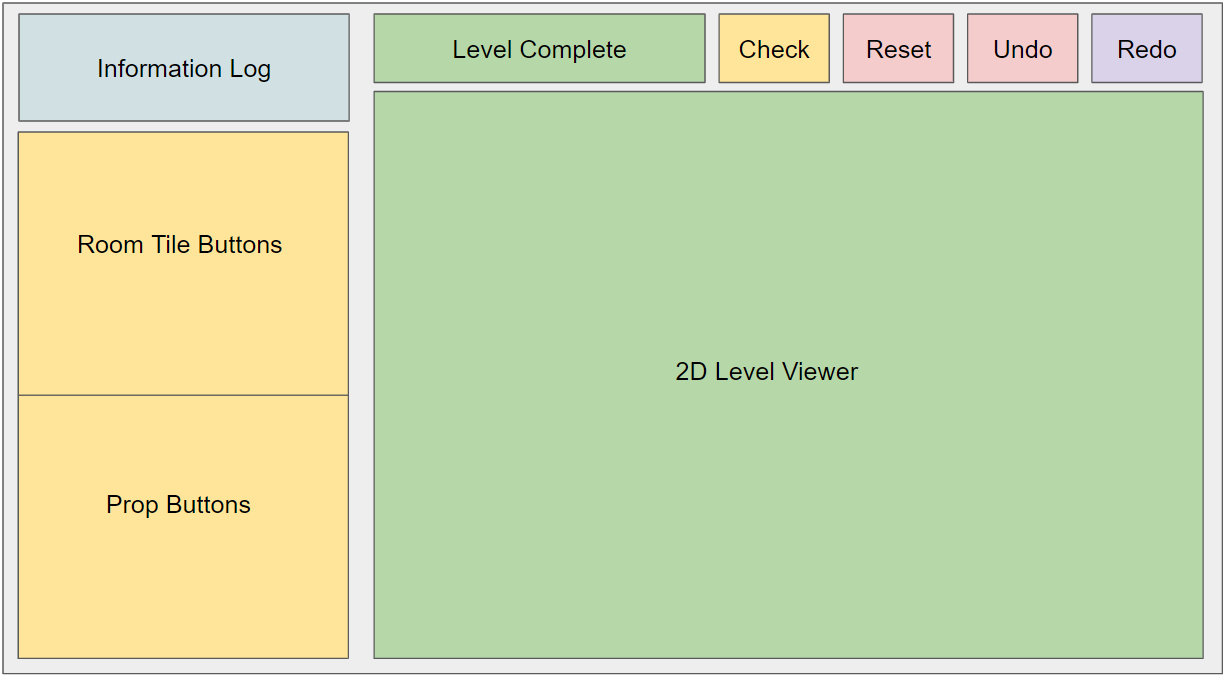 Information Log
Level Complete
Check
Reset
Undo
Redo
Room Tile Buttons
2D Level Viewer
Prop Buttons